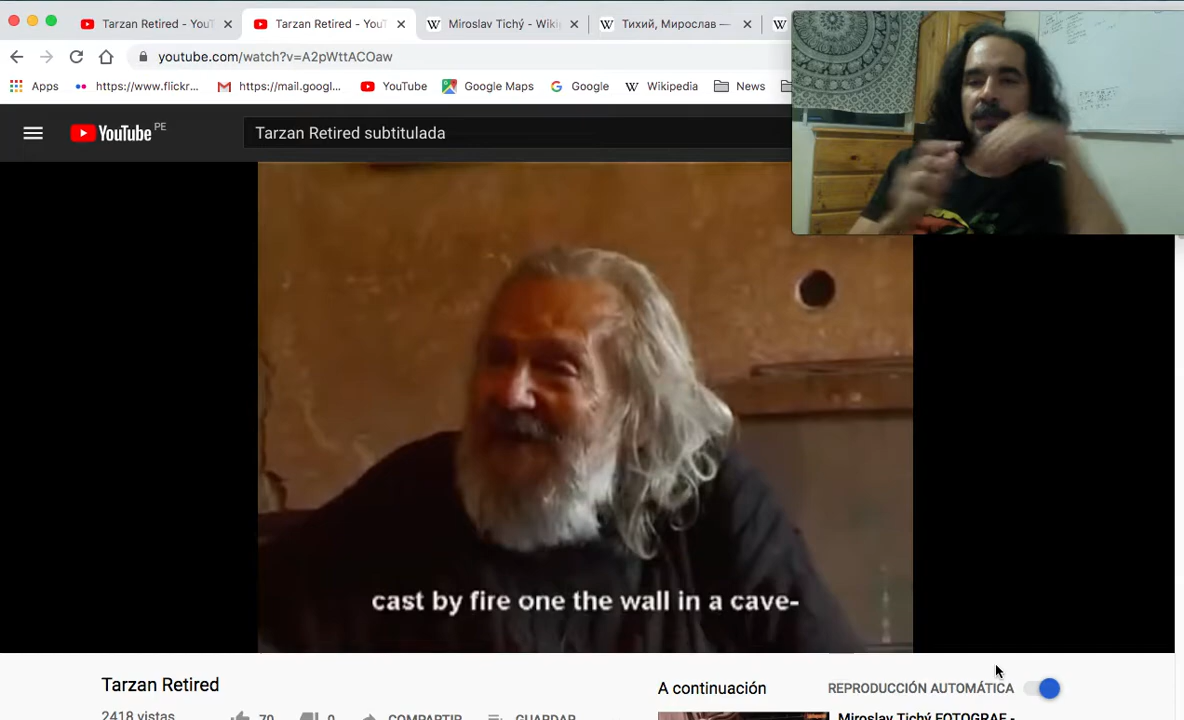 Tarzan Retired - YouT
Tarzan Retired - YouT
Miroslav Tichý - Wiki
Тихий, Мирослав —
youtube.com/watch?v=A2pWttACOaw
Apps
https://www.flickr...
https://mail.googl...
YouTube
Google Maps
Google
Wikipedia
News
YouTube PE
Tarzan Retired subtitulada
cast by fire one the wall in a cave-
Tarzan Retired
A continuación
REPRODUCCIÓN AUTOMÁTICA
2418 vistas
70
0
COMPARTIR
GUARDAR
Miroslav Tichý FOTOGRAF -